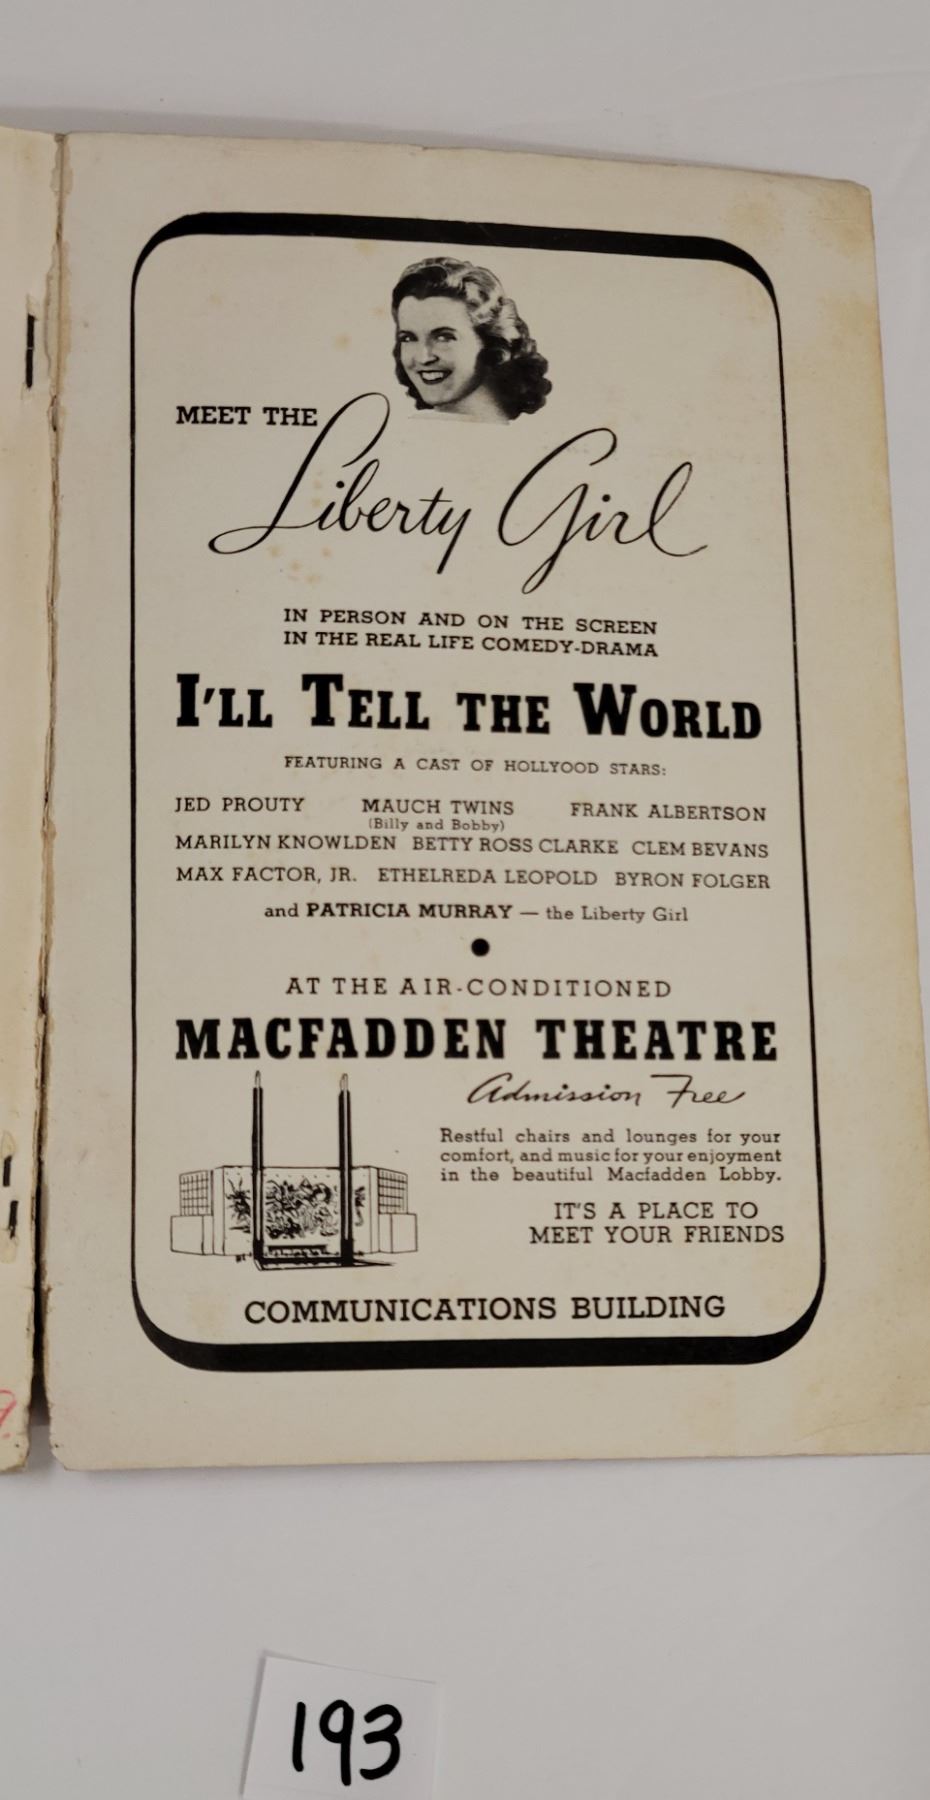 MEET THE
Liberty Girl
IN PERSON AND ON THE SCREEN
IN THE REAL LIFE COMEDY-DRAMA
I'LL TELL THE WORLD
FEATURING A CAST OF HOLLYOOD STARS:
JED PROUTY MAUCH TWINS FRANK ALBERTSON
(Billy and Bobby)
MARILYN KNOWLDEN BETTY ROSS CLARKE CLEM BEVANS
MAX FACTOR, JR. ETHELREDA LEOPOLD BYRON FOLGER
and PATRICIA MURRAY — the Liberty Girl
AT THE AIR-CONDITIONED
MACFADDEN THEATRE
Admission Free
Restful chairs and lounges for your
comfort, and music for your enjoyment
in the beautiful Macfadden Lobby.
IT'S A PLACE TO
MEET YOUR FRIENDS
COMMUNICATIONS BUILDING
193